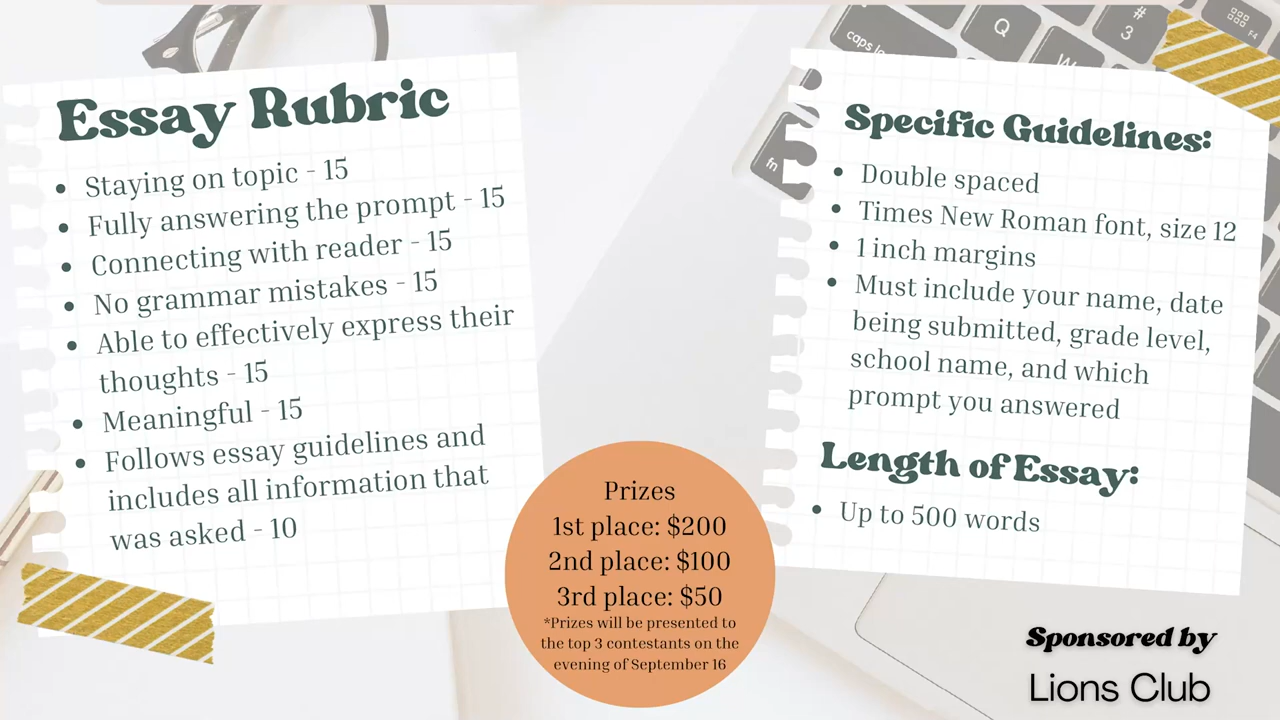 Essay Rubric
• Staying on topic - 15
• Fully answering the prompt - 15
• Connecting with reader - 15
• No grammar mistakes - 15
• Able to effectively express their
thoughts - 15
• Meaningful - 15
• Follows essay guidelines and
includes all information that
was asked - 10
Prizes
1st place: $200
2nd place: $100
3rd place: $50
*Prizes will be presented to
the top 3 contestants on the
evening of September 16
Specific Guidelines:
• Double spaced
• Times New Roman font, size 12
• 1 inch margins
• Must include your name, date
being submitted, grade level,
school name, and which
prompt you answered
Length of Essay:
• Up to 500 words
Sponsored by
Lions Club
caps lo
Q
W
#
3
F4
fn